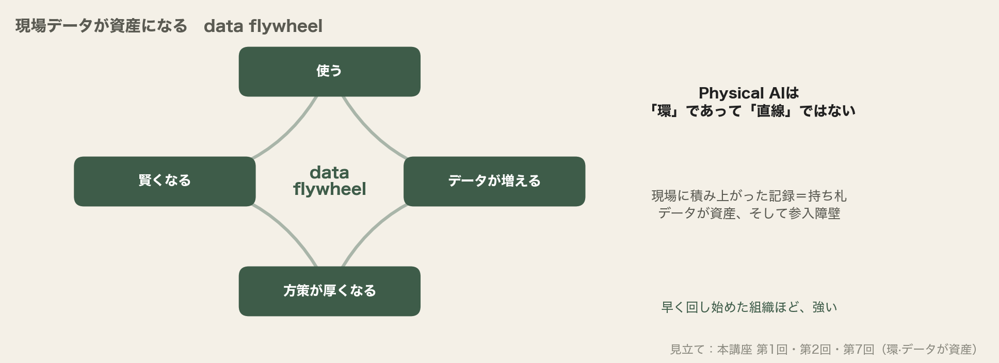 現場データが資産になる　data flywheel
使う
賢くなる
data
flywheel
データが増える
方策が厚くなる
Physical AIは
「環」であって「直線」ではない
現場に積み上がった記録＝持ち札
データが資産、そして参入障壁
早く回し始めた組織ほど、強い
見立て：本講座 第1回・第2回・第7回（環·データが資産）